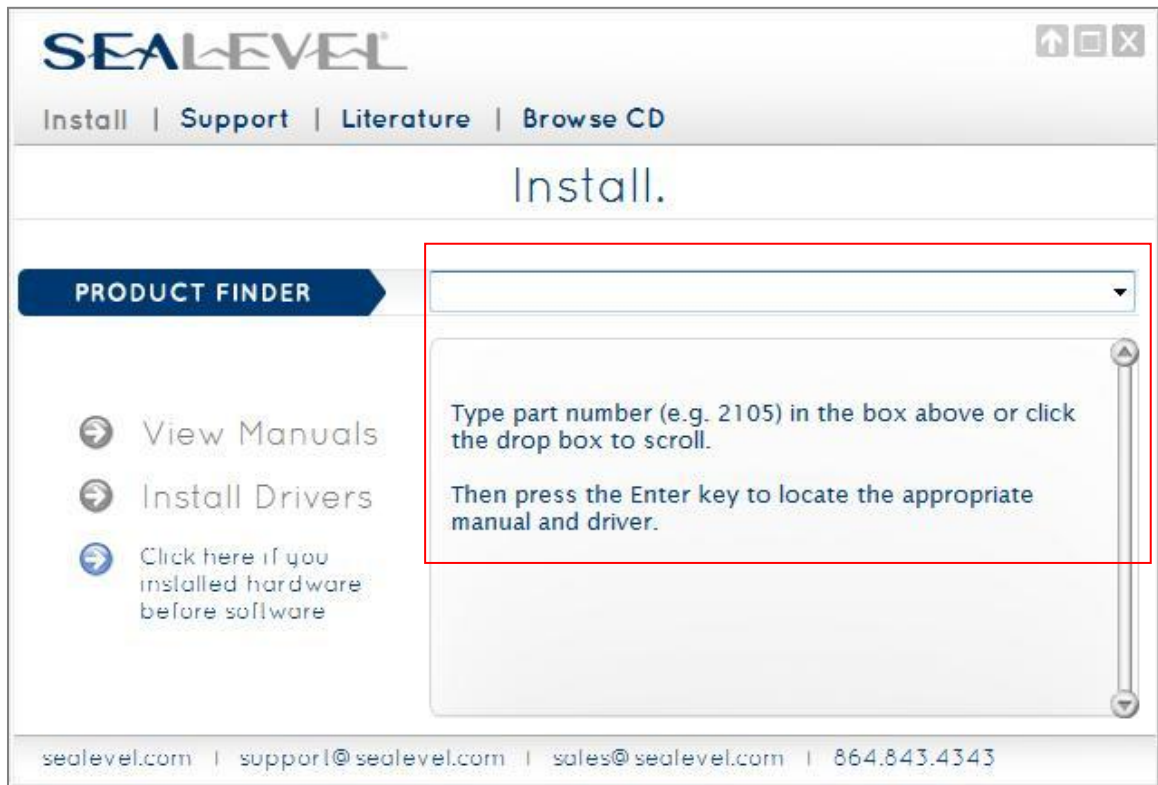 SEALEVEL
Install | Support | Literature | Browse CD
Install.
PRODUCT FINDER
Type part number (e.g. 2105) in the box above or click
the drop box to scroll.
Then press the Enter key to locate the appropriate
manual and driver.
View Manuals
Install Drivers
Click here if you
installed hardware
before software
sealevel.com | support@sealevel.com | sales@sealevel.com | 864.843.4343